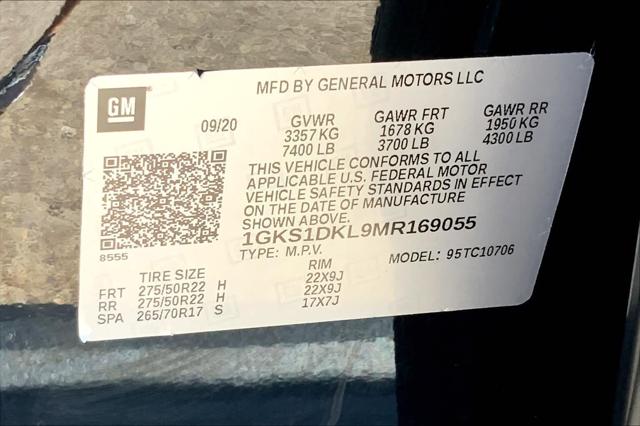 MFD BY GENERAL MOTORS LLC
GM
09/20 GVWR GAWR FRT GAWR RR
3357 KG 1678 KG 1950 KG
7400 LB 3700 LB 4300 LB
THIS VEHICLE CONFORMS TO ALL
APPLICABLE U.S. FEDERAL MOTOR
VEHICLE SAFETY STANDARDS IN EFFECT
ON THE DATE OF MANUFACTURE
SHOWN ABOVE.
1GKS1DKL9MR169055
8555 TYPE: M.P.V. MODEL: 95TC10706
TIRE SIZE RIM
FRT 275/50R22 H 22X9J
RR 275/50R22 H 22X9J
SPA 265/70R17 S 17X7J